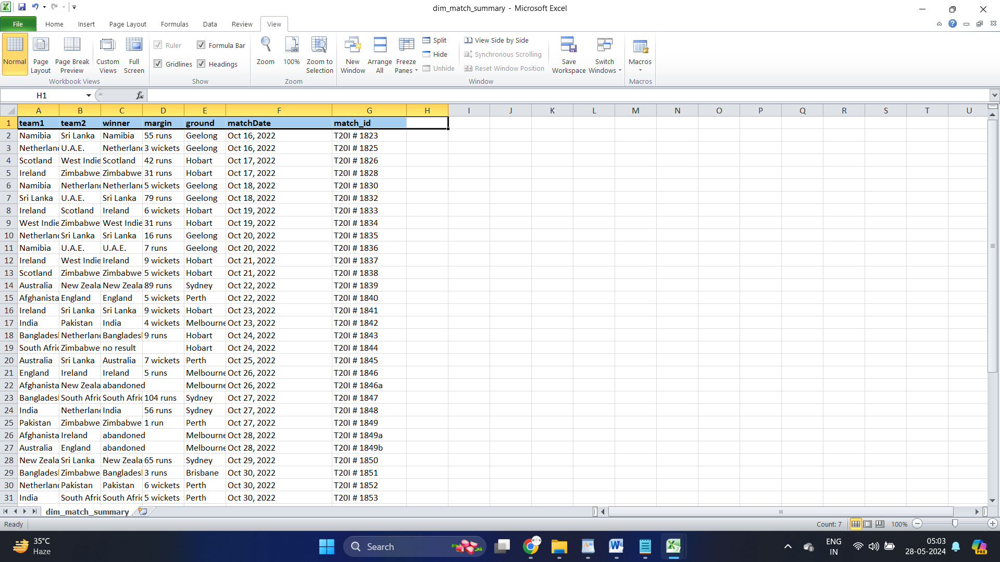 dim_match_summary - Microsoft Excel
File Home Insert Page Layout Formulas Data Review View
Normal
Page Layout
Page Break Preview
Custom Views
Full Screen
Workbook Views
Ruler
Formula Bar
Gridlines
Headings
Show
Zoom
100%
Zoom to Selection
Zoom
New Window
Arrange All
Freeze Panes
Split
Hide
Unhide
View Side by Side
Synchronous Scrolling
Reset Window Position
Window
Save Workspace
Switch Windows
Macros
Macros
H1 fx
A B C D E F G H I J K L M N O P Q R S T U
1 team1 team2 winner margin ground matchDate match_id
2 Namibia Sri Lanka Namibia 55 runs Geelong Oct 16, 2022 T20I # 1823
3 Netherland U.A.E. Netherland 3 wickets Geelong Oct 16, 2022 T20I # 1825
4 Scotland West Indie Scotland 42 runs Hobart Oct 17, 2022 T20I # 1826
5 Ireland Zimbabwe Zimbabwe 31 runs Hobart Oct 17, 2022 T20I # 1828
6 Namibia Netherland Netherland 5 wickets Geelong Oct 18, 2022 T20I # 1830
7 Sri Lanka U.A.E. Sri Lanka 79 runs Geelong Oct 18, 2022 T20I # 1832
8 Ireland Scotland Ireland 6 wickets Hobart Oct 19, 2022 T20I # 1833
9 West Indie Zimbabwe West Indie 31 runs Hobart Oct 19, 2022 T20I # 1834
10 Netherland Sri Lanka Sri Lanka 16 runs Geelong Oct 20, 2022 T20I # 1835
11 Namibia U.A.E. U.A.E. 7 runs Geelong Oct 20, 2022 T20I # 1836
12 Ireland West Indie Ireland 9 wickets Hobart Oct 21, 2022 T20I # 1837
13 Scotland Zimbabwe Zimbabwe 5 wickets Hobart Oct 21, 2022 T20I # 1838
14 Australia New Zeala New Zeala 89 runs Sydney Oct 22, 2022 T20I # 1839
15 Afghanista England England 5 wickets Perth Oct 22, 2022 T20I # 1840
16 Ireland Sri Lanka Sri Lanka 9 wickets Hobart Oct 23, 2022 T20I # 1841
17 India Pakistan India 4 wickets Melbourne Oct 23, 2022 T20I # 1842
18 Bangladesh Netherland Bangladesh 9 runs Hobart Oct 24, 2022 T20I # 1843
19 South Afric Zimbabwe no result Hobart Oct 24, 2022 T20I # 1844
20 Australia Sri Lanka Australia 7 wickets Perth Oct 25, 2022 T20I # 1845
21 England Ireland Ireland 5 runs Melbourne Oct 26, 2022 T20I # 1846
22 Afghanista New Zeala abandoned Melbourne Oct 26, 2022 T20I # 1846a
23 Bangladesh South Afric South Afric 104 runs Sydney Oct 27, 2022 T20I # 1847
24 India Netherland India 56 runs Sydney Oct 27, 2022 T20I # 1848
25 Pakistan Zimbabwe Zimbabwe 1 run Perth Oct 27, 2022 T20I # 1849
26 Afghanista Ireland abandoned Melbourne Oct 28, 2022 T20I # 1849a
27 Australia England abandoned Melbourne Oct 28, 2022 T20I # 1849b
28 New Zeala Sri Lanka New Zeala 65 runs Sydney Oct 29, 2022 T20I # 1850
29 Bangladesh Zimbabwe Bangladesh 3 runs Brisbane Oct 30, 2022 T20I # 1851
30 Netherland Pakistan Pakistan 6 wickets Perth Oct 30, 2022 T20I # 1852
31 India South Afric South Afric 5 wickets Perth Oct 30, 2022 T20I # 1853
dim_match_summary
Ready Count: 7 100%
35°C
Haze
Search
ENG
IN
05:03
28-05-2024
PRE